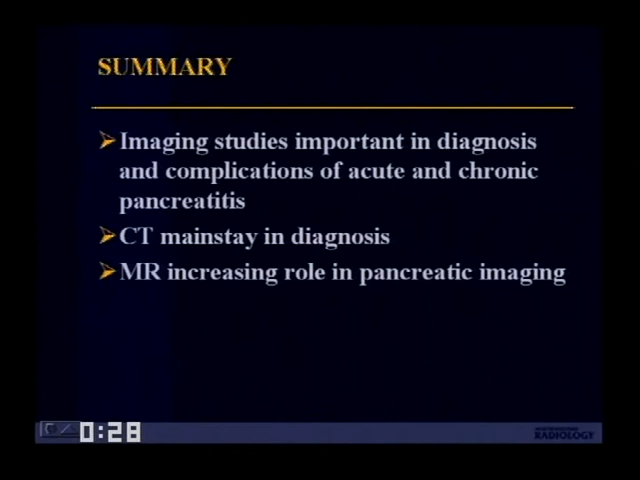 SUMMARY
Imaging studies important in diagnosis
and complications of acute and chronic
pancreatitis
CT mainstay in diagnosis
MR increasing role in pancreatic imaging
0:28
RADIOLOGY